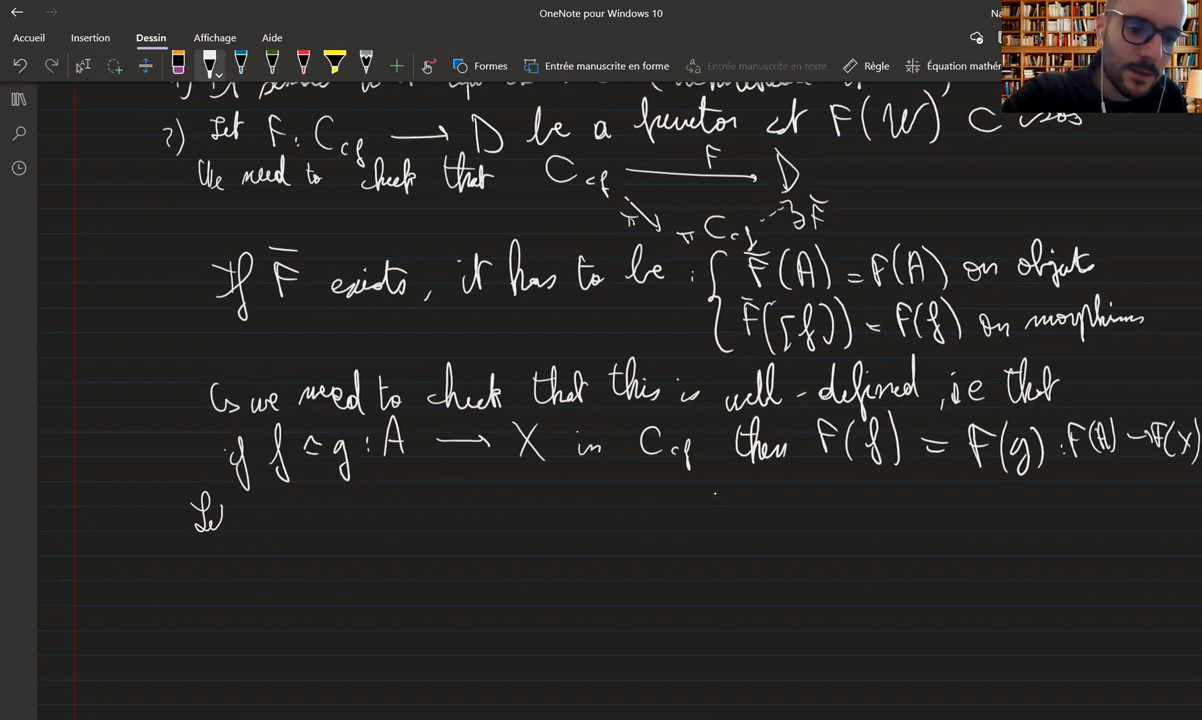 OneNote pour Windows 10
Accueil Insertion Dessin Affichage Aide
Formes Entrée manuscrite en forme Entrée manuscrite en texte Règle Équation mathé
2) Let F: C_cf → D be a functor st F(W) ⊂ isos
We need to check that C_cf F D
π π C_cf ∃ F̄
If F̄ exists, it has to be : { F̄(A) = F(A) on objects
F̄([f]) = F(f) on morphisms
↳ we need to check that this is well-defined, ie that
if f ~ g : A → X in C_cf then F(f) = F(g) : F(A) → F(X)